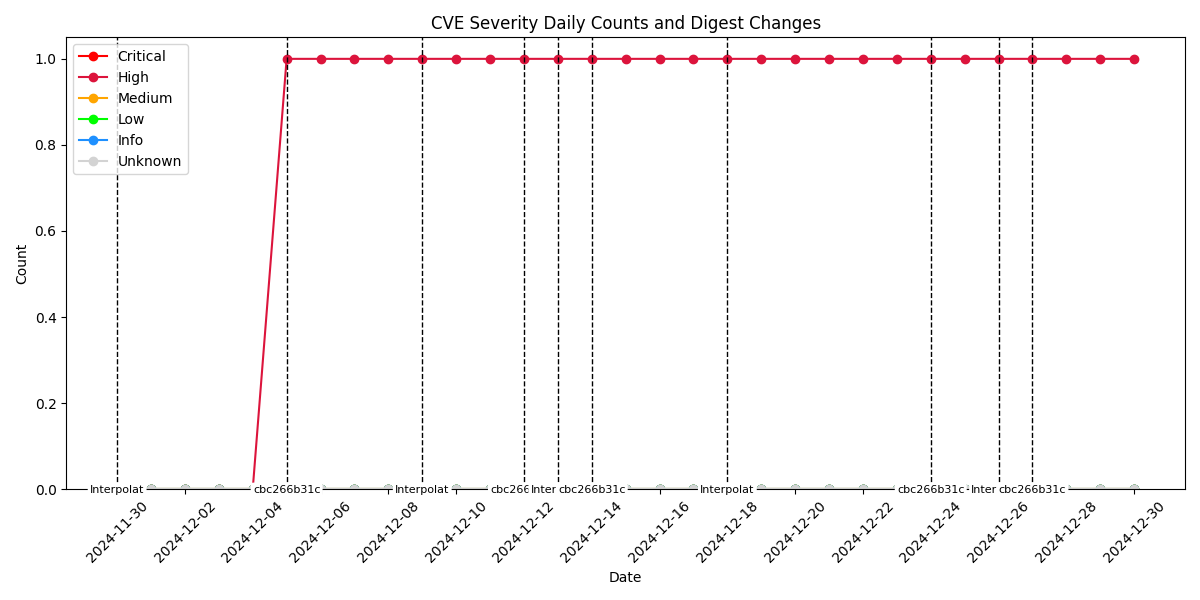 CVE Severity Daily Counts and Digest Changes
Critical
High
Medium
Low
Info
Unknown
Count
1.0
0.8
0.6
0.4
0.2
0.0
Interpolat
cbc266b31c
Interpolat
cbc266
Inter
cbc266b31c
Interpolat
cbc266b31c
Inter
cbc266b31c
2024-11-30
2024-12-02
2024-12-04
2024-12-06
2024-12-08
2024-12-10
2024-12-12
2024-12-14
2024-12-16
2024-12-18
2024-12-20
2024-12-22
2024-12-24
2024-12-26
2024-12-28
2024-12-30
Date